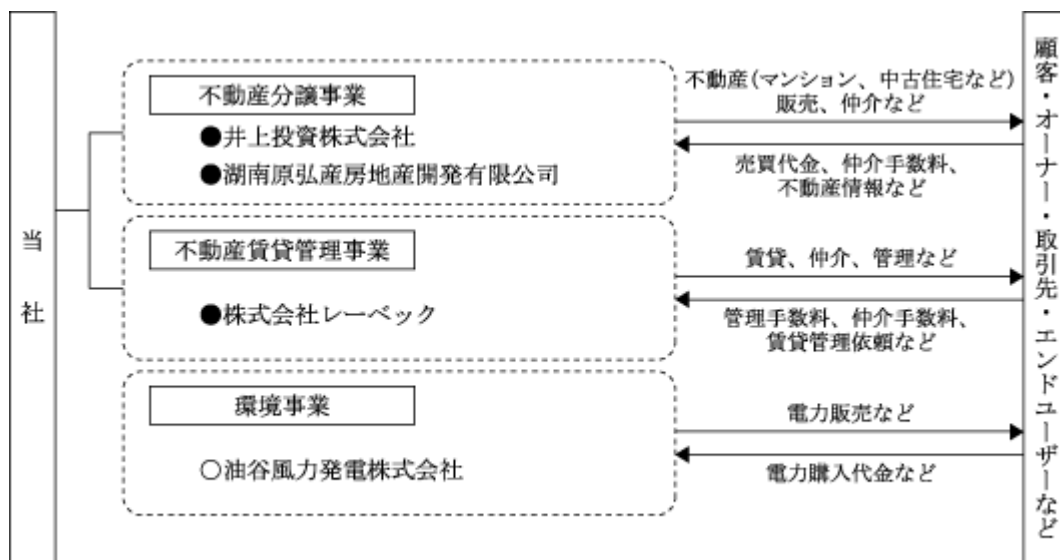 当社
不動産分譲事業
●井上投資株式会社
●湖南原弘産房地産開発有限公司
不動産(マンション、中古住宅など)
販売、仲介など
売買代金、仲介手数料、
不動産情報など
不動産賃貸管理事業
●株式会社レーベック
賃貸、仲介、管理など
管理手数料、仲介手数料、
賃貸管理依頼など
環境事業
○油谷風力発電株式会社
電力販売など
電力購入代金など
顧客・オーナー・取引先・エンドユーザーなど